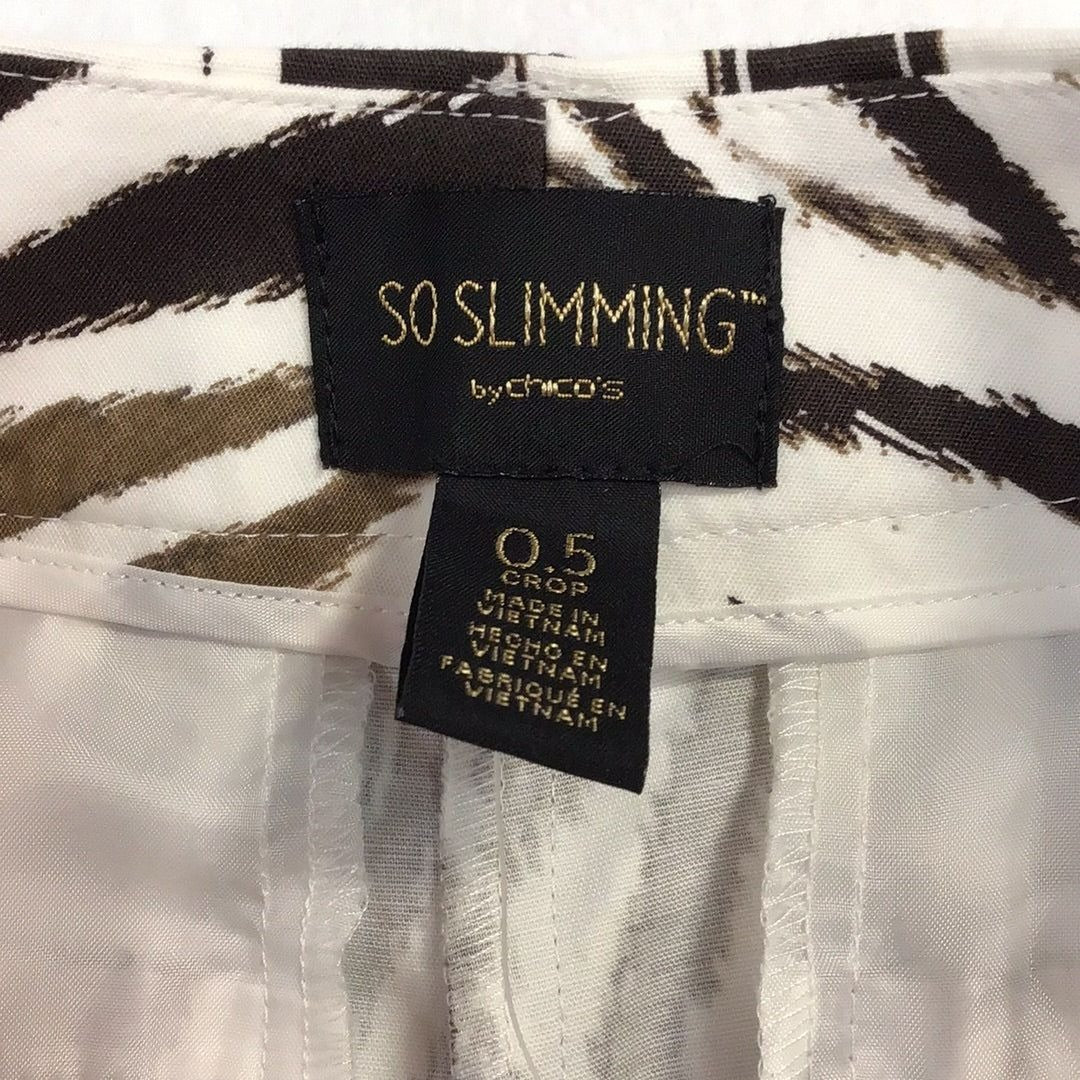 SO SLIMMING™
by chico's
0.5
CROP
MADE IN
VIETNAM
HECHO EN
VIETNAM
FABRIQUÉ EN
VIETNAM